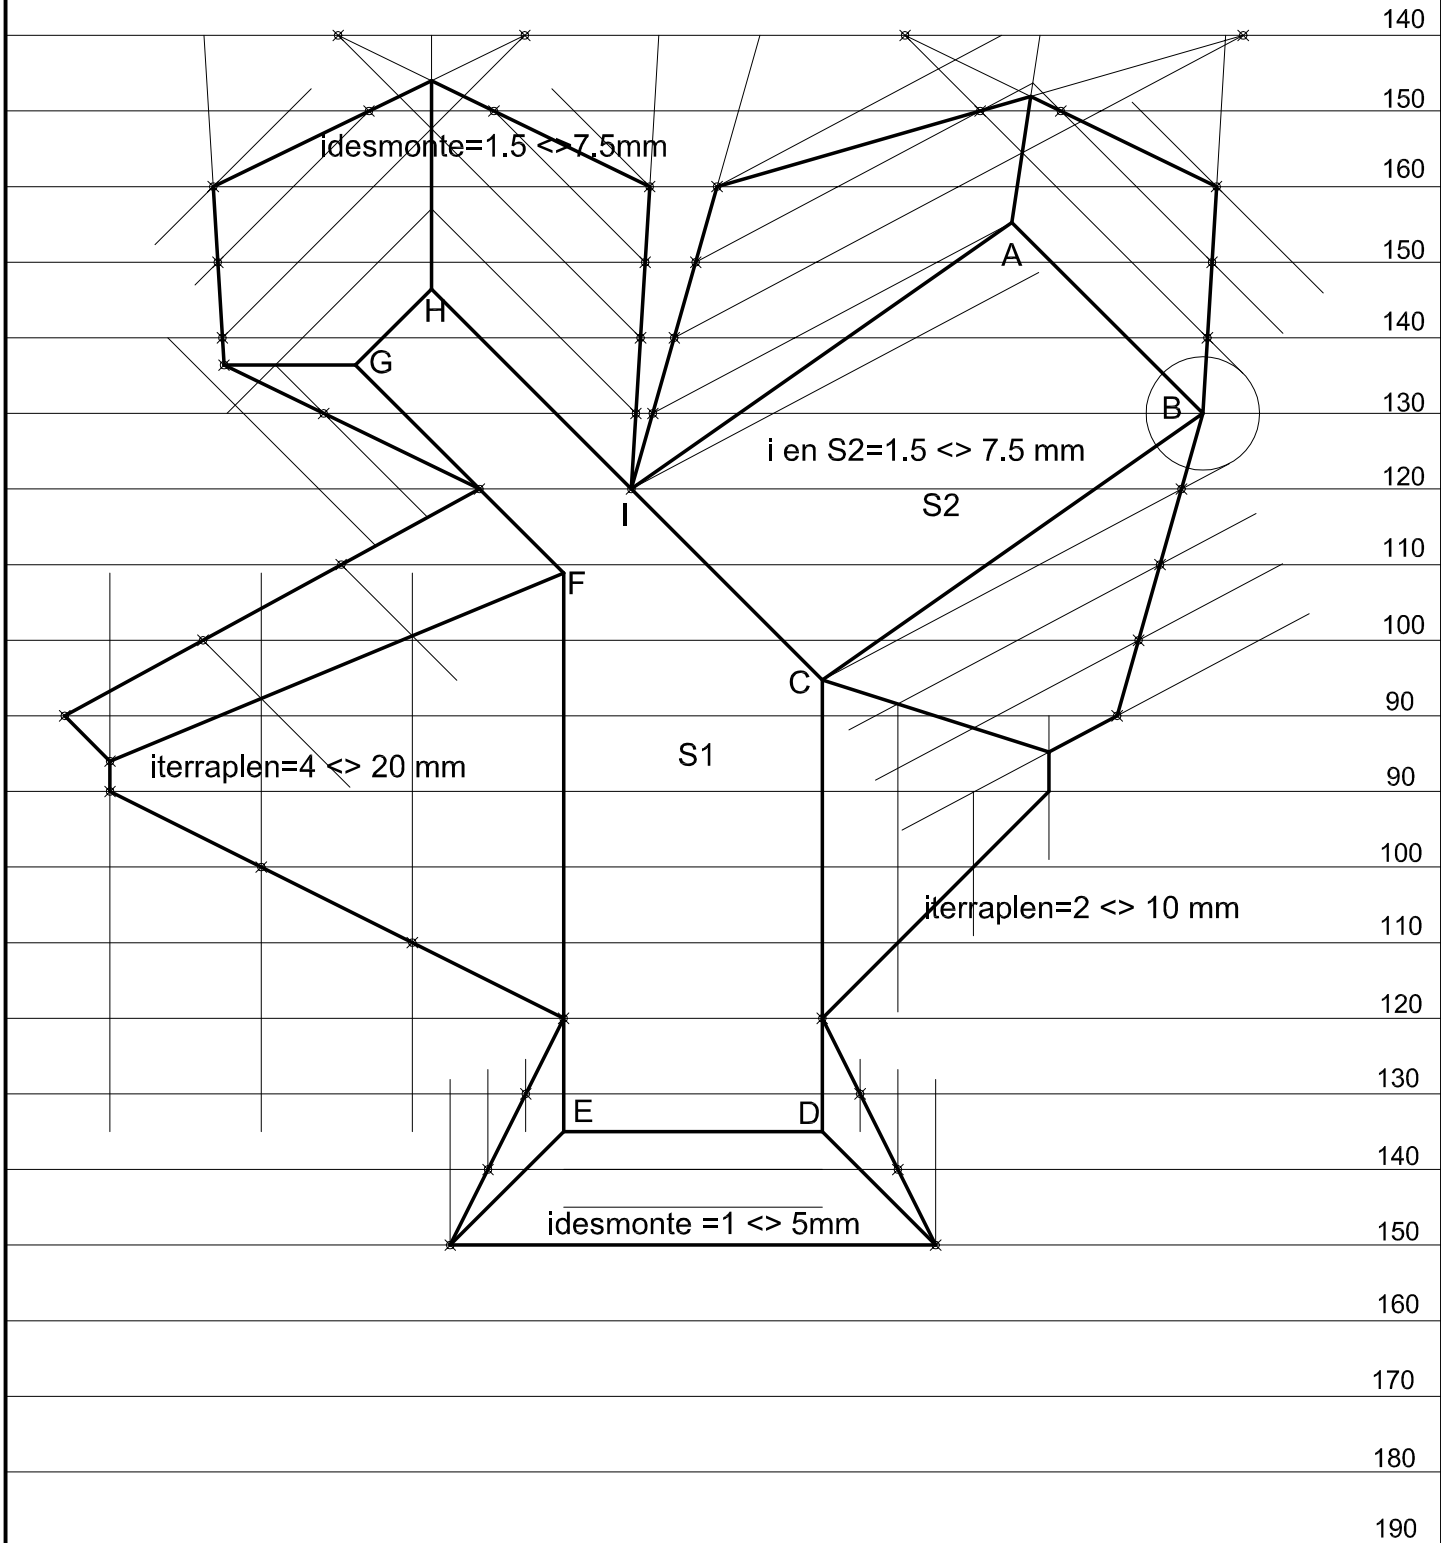 140
150
idesmonte=1.5 <>7.5mm
160
A
150
H
140
G
130
B
i en S2=1.5 <> 7.5 mm
120
S2
I
110
F
100
C
90
S1
iterraplen=4 <> 20 mm
90
100
iterraplen=2 <> 10 mm
110
120
130
E
D
140
idesmonte =1 <> 5mm
150
160
170
180
190